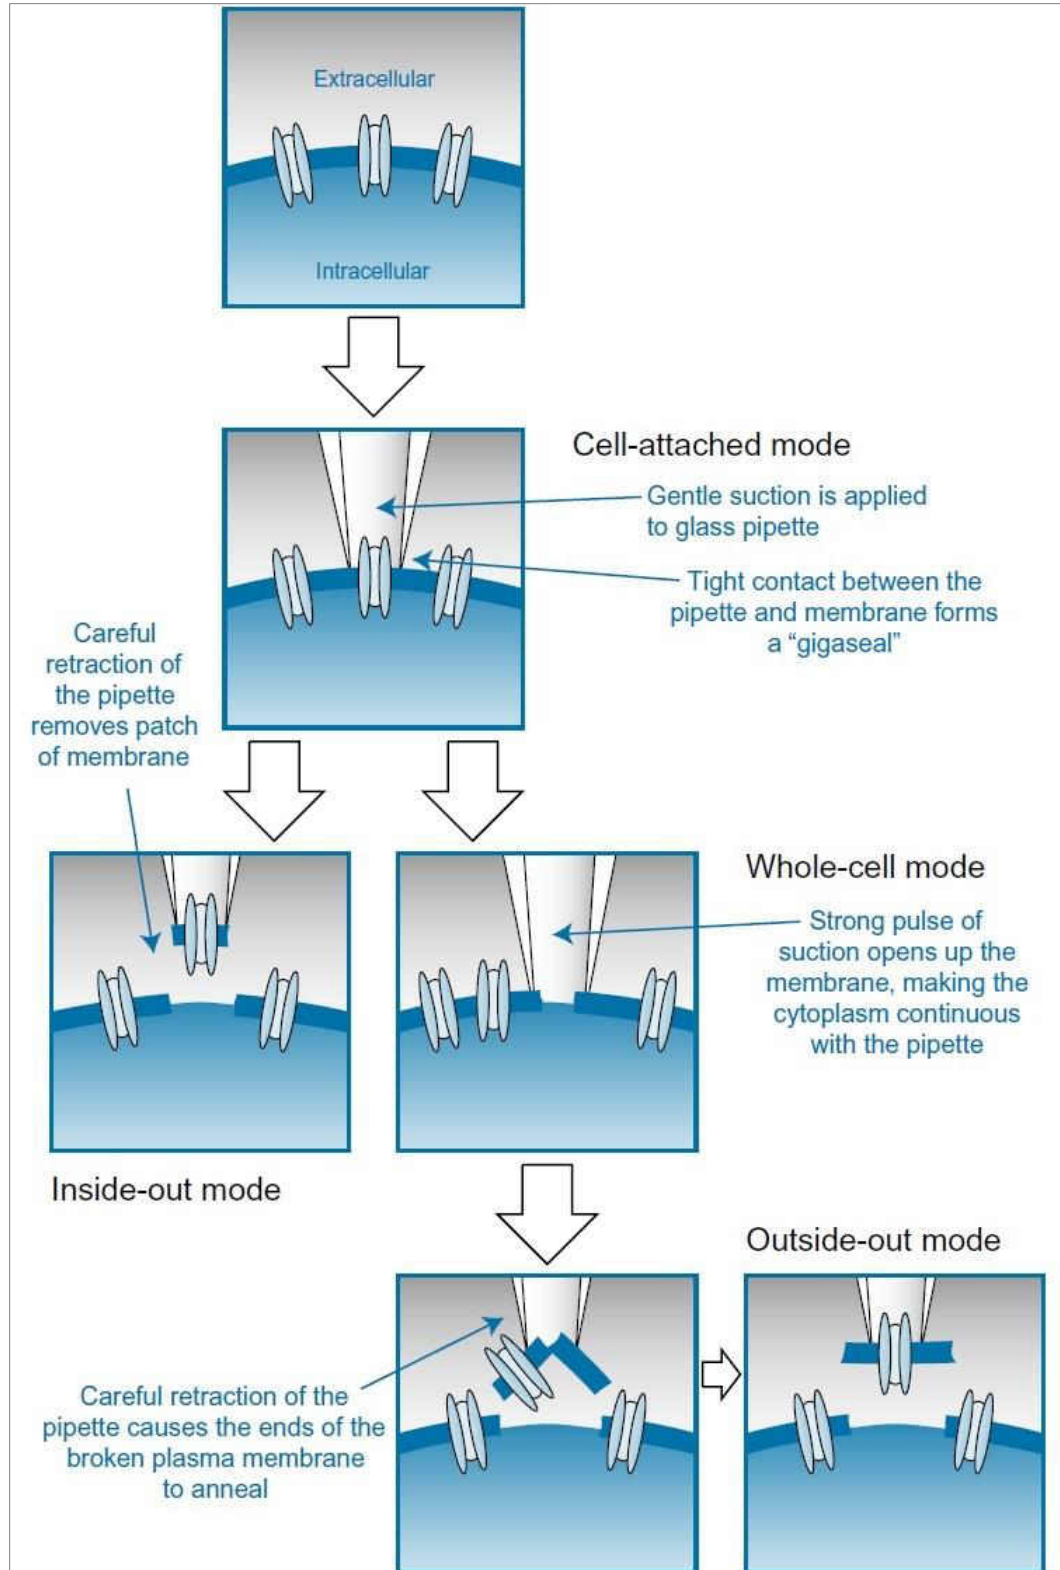 Extracellular
Intracellular
Cell-attached mode
Gentle suction is applied
to glass pipette
Tight contact between the
pipette and membrane forms
a “gigaseal”
Careful
retraction of
the pipette
removes patch
of membrane
Whole-cell mode
Strong pulse of
suction opens up the
membrane, making the
cytoplasm continuous
with the pipette
Inside-out mode
Outside-out mode
Careful retraction of the
pipette causes the ends of the
broken plasma membrane
to anneal